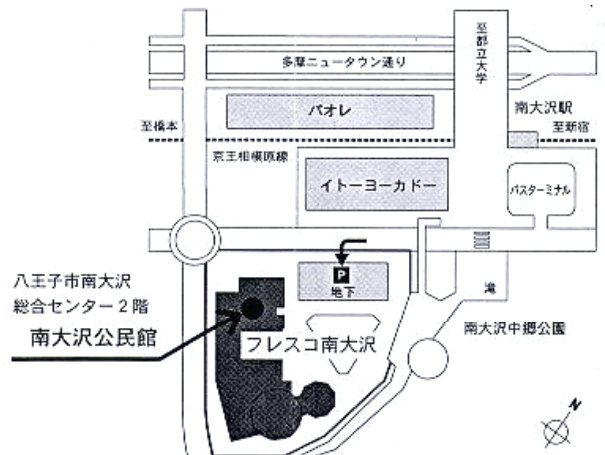 至都立大学
多摩ニュータウン通り
パオレ
南大沢駅
至橋本
至新宿
京王相模原線
イトーヨーカドー
バスターミナル
P
地下
八王子市南大沢
総合センター2階
南大沢公民館
滝
フレスコ南大沢
南大沢中郷公園
N